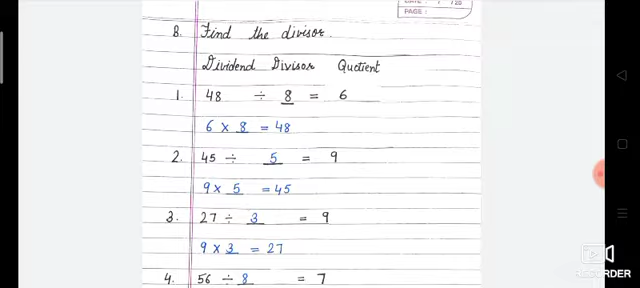 PAGE:
B. Find the divisor.
Dividend Divisor Quotient
1. 48 ÷ 8 = 6
6 × 8 = 48
2. 45 ÷ 5 = 9
9 × 5 = 45
3. 27 ÷ 3 = 9
9 × 3 = 27
4. 56 ÷ 8 = 7
RECORDER